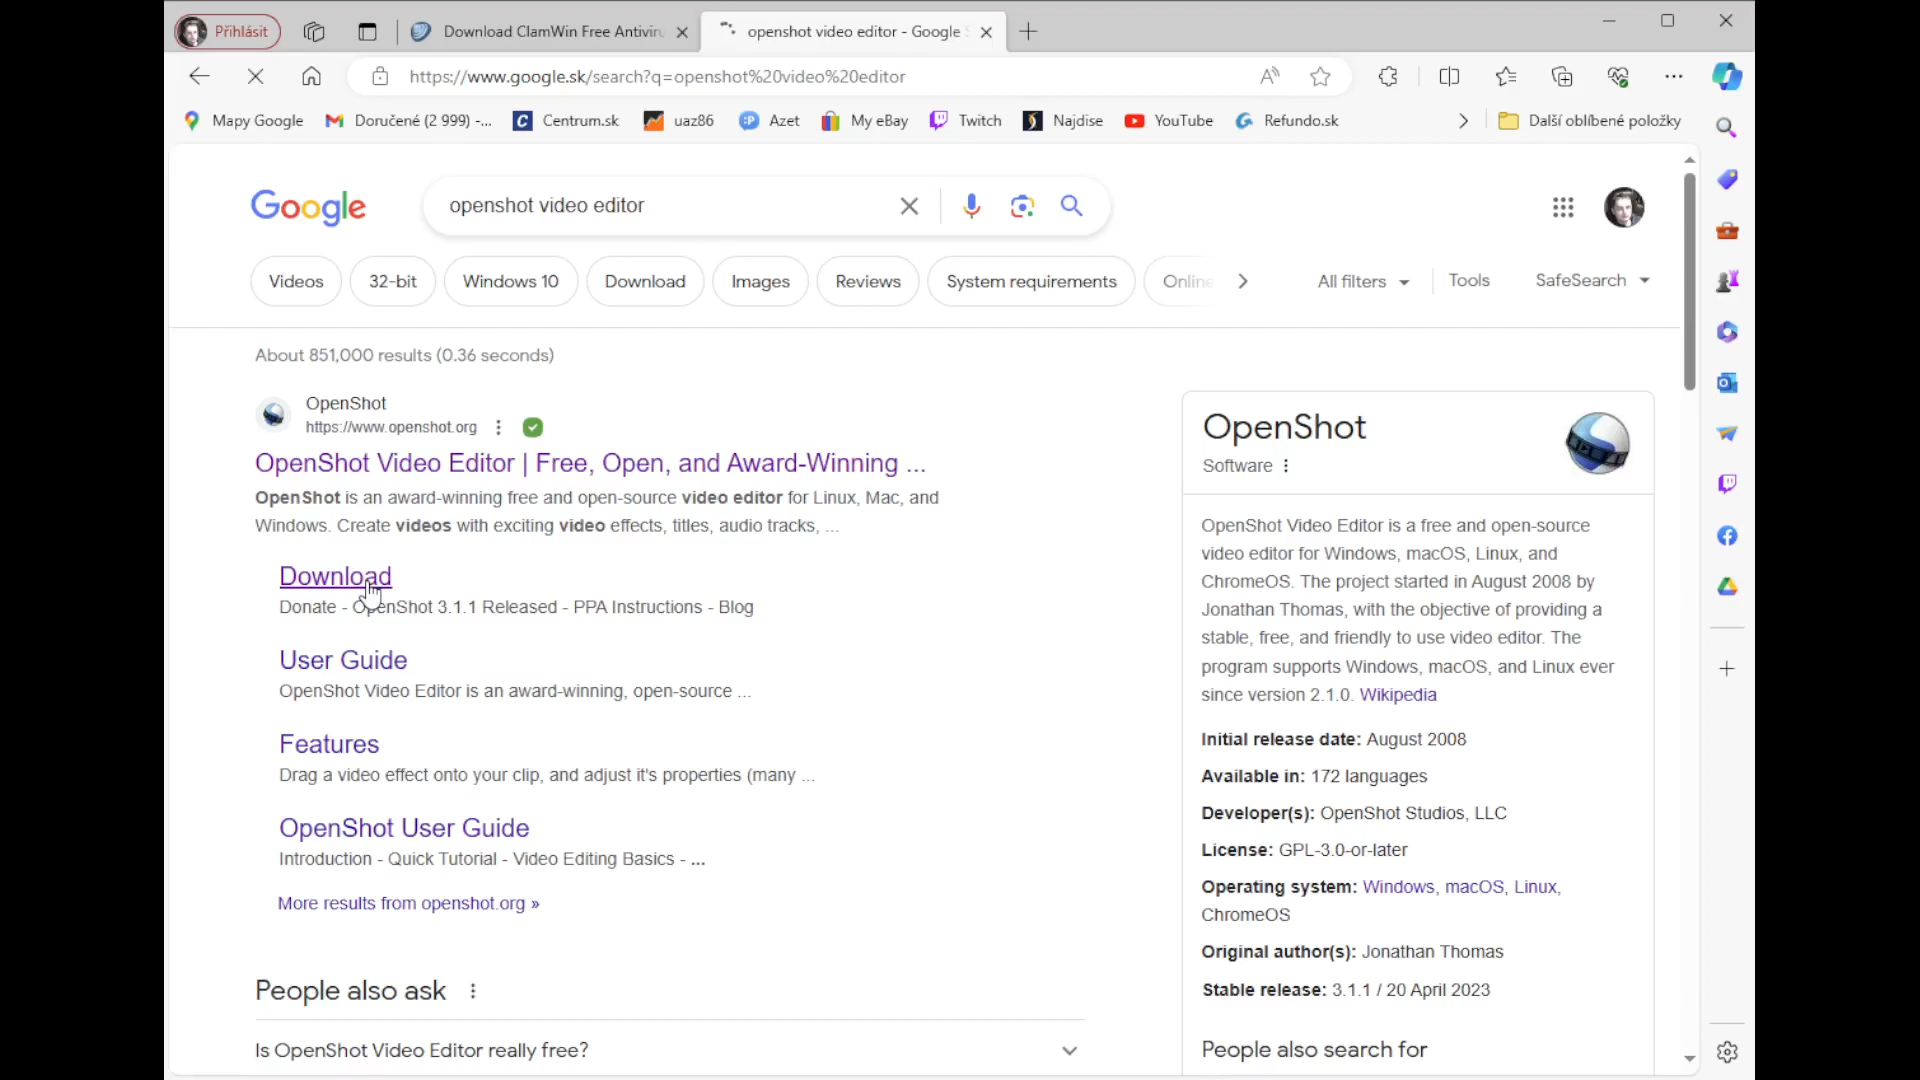 Přihlásit
Download ClamWin Free Antiviru
openshot video editor - Google S
https://www.google.sk/search?q=openshot%20video%20editor
Mapy Google
Doručené (2 999) -...
Centrum.sk
uaz86
Azet
My eBay
Twitch
Najdise
YouTube
Refundo.sk
Další oblíbené položky
Google
openshot video editor
Videos
32-bit
Windows 10
Download
Images
Reviews
System requirements
Online
All filters
Tools
SafeSearch
About 851,000 results (0.36 seconds)
OpenShot
https://www.openshot.org
OpenShot Video Editor | Free, Open, and Award-Winning ...
OpenShot is an award-winning free and open-source video editor for Linux, Mac, and
Windows. Create videos with exciting video effects, titles, audio tracks, ...
Download
Donate - OpenShot 3.1.1 Released - PPA Instructions - Blog
User Guide
OpenShot Video Editor is an award-winning, open-source ...
Features
Drag a video effect onto your clip, and adjust it's properties (many ...
OpenShot User Guide
Introduction - Quick Tutorial - Video Editing Basics - ...
More results from openshot.org »
People also ask
Is OpenShot Video Editor really free?
OpenShot
Software
OpenShot Video Editor is a free and open-source
video editor for Windows, macOS, Linux, and
ChromeOS. The project started in August 2008 by
Jonathan Thomas, with the objective of providing a
stable, free, and friendly to use video editor. The
program supports Windows, macOS, and Linux ever
since version 2.1.0. Wikipedia
Initial release date: August 2008
Available in: 172 languages
Developer(s): OpenShot Studios, LLC
License: GPL-3.0-or-later
Operating system: Windows, macOS, Linux,
ChromeOS
Original author(s): Jonathan Thomas
Stable release: 3.1.1 / 20 April 2023
People also search for